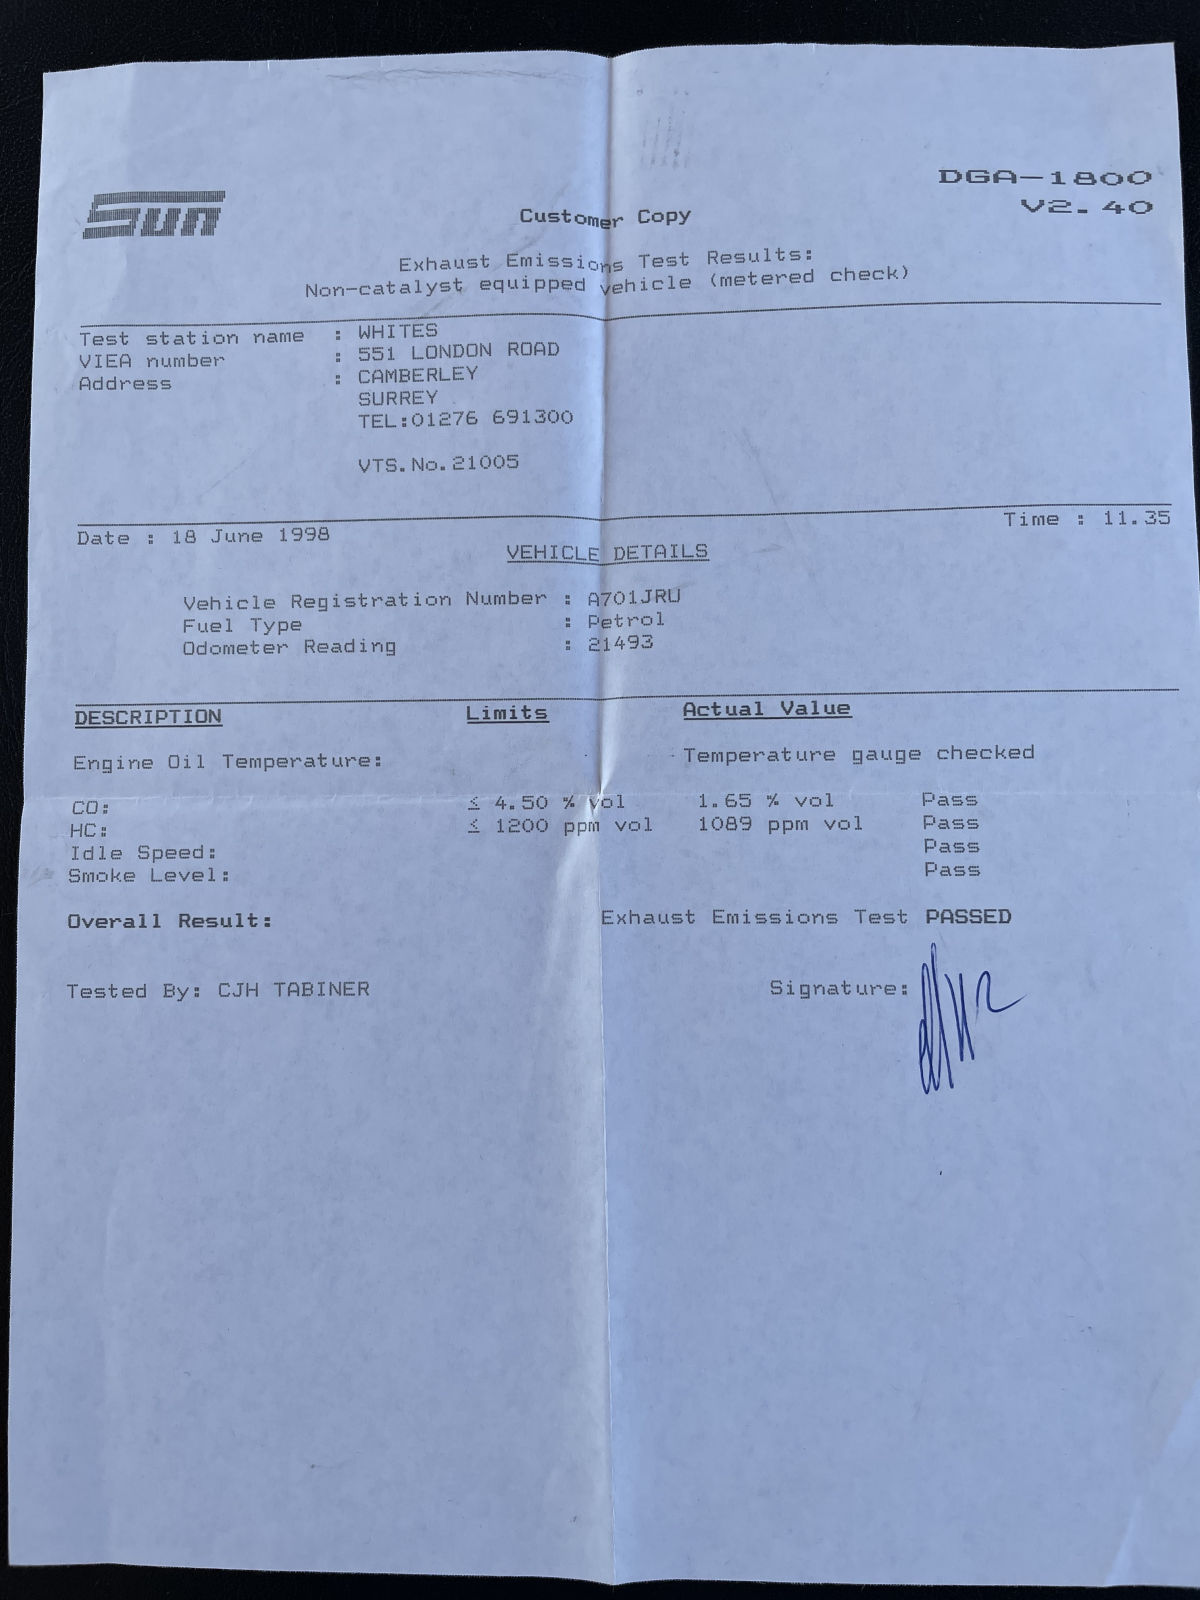 Sun
DGA-1800
V2.40
Customer Copy
Exhaust Emissions Test Results:
Non-catalyst equipped vehicle (metered check)
Test station name : WHITES
VIEA number : 551 LONDON ROAD
Address : CAMBERLEY
SURREY
TEL:01276 691300
VTS.No.21005
Date : 18 June 1998 Time : 11.35
VEHICLE DETAILS
Vehicle Registration Number : A701JRU
Fuel Type : Petrol
Odometer Reading : 21493
DESCRIPTION Limits Actual Value
Engine Oil Temperature: Temperature gauge checked
CO: ≤ 4.50 % vol 1.65 % vol Pass
HC: ≤ 1200 ppm vol 1089 ppm vol Pass
Idle Speed: Pass
Smoke Level: Pass
Overall Result: Exhaust Emissions Test PASSED
Tested By: CJH TABINER Signature: